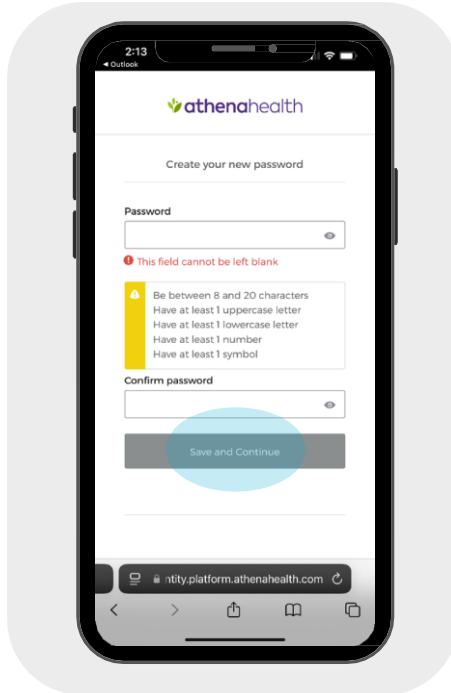 2:13
◄ Outlook
athenahealth
Create your new password
Password
This field cannot be left blank
Be between 8 and 20 characters
Have at least 1 uppercase letter
Have at least 1 lowercase letter
Have at least 1 number
Have at least 1 symbol
Confirm password
Save and Continue
ntity.platform.athenahealth.com